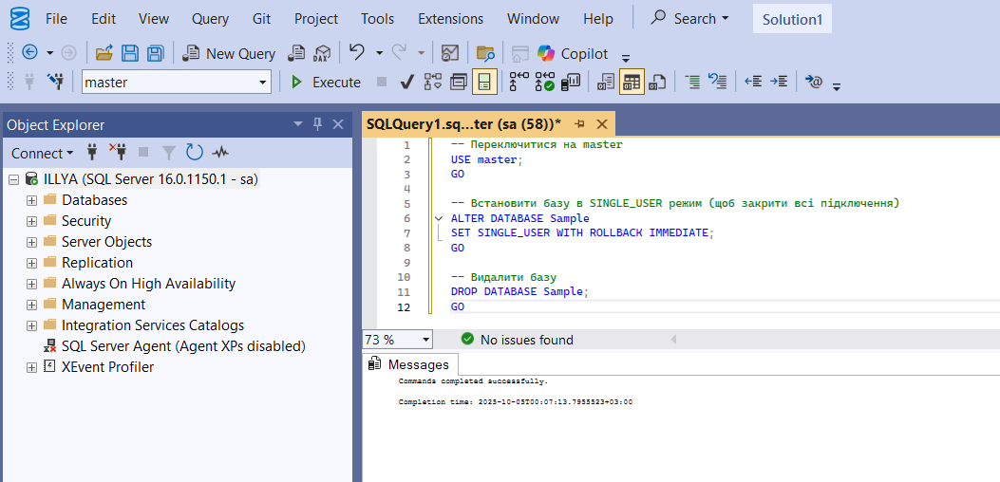 File Edit View Query Git Project Tools Extensions Window Help Search Solution1
New Query DAX Copilot
master Execute
Object Explorer
Connect
ILLYA (SQL Server 16.0.1150.1 - sa)
Databases
Security
Server Objects
Replication
Always On High Availability
Management
Integration Services Catalogs
SQL Server Agent (Agent XPs disabled)
XEvent Profiler
SQLQuery1.sq...ter (sa (58))*
1 -- Переключитися на master
2 USE master;
3 GO
4
5 -- Встановити базу в SINGLE_USER режим (щоб закрити всі підключення)
6 ALTER DATABASE Sample
7 SET SINGLE_USER WITH ROLLBACK IMMEDIATE;
8 GO
9
10 -- Видалити базу
11 DROP DATABASE Sample;
12 GO
73 % No issues found
Messages
Commands completed successfully.
Completion time: 2025-10-05T00:07:13.7955523+03:00